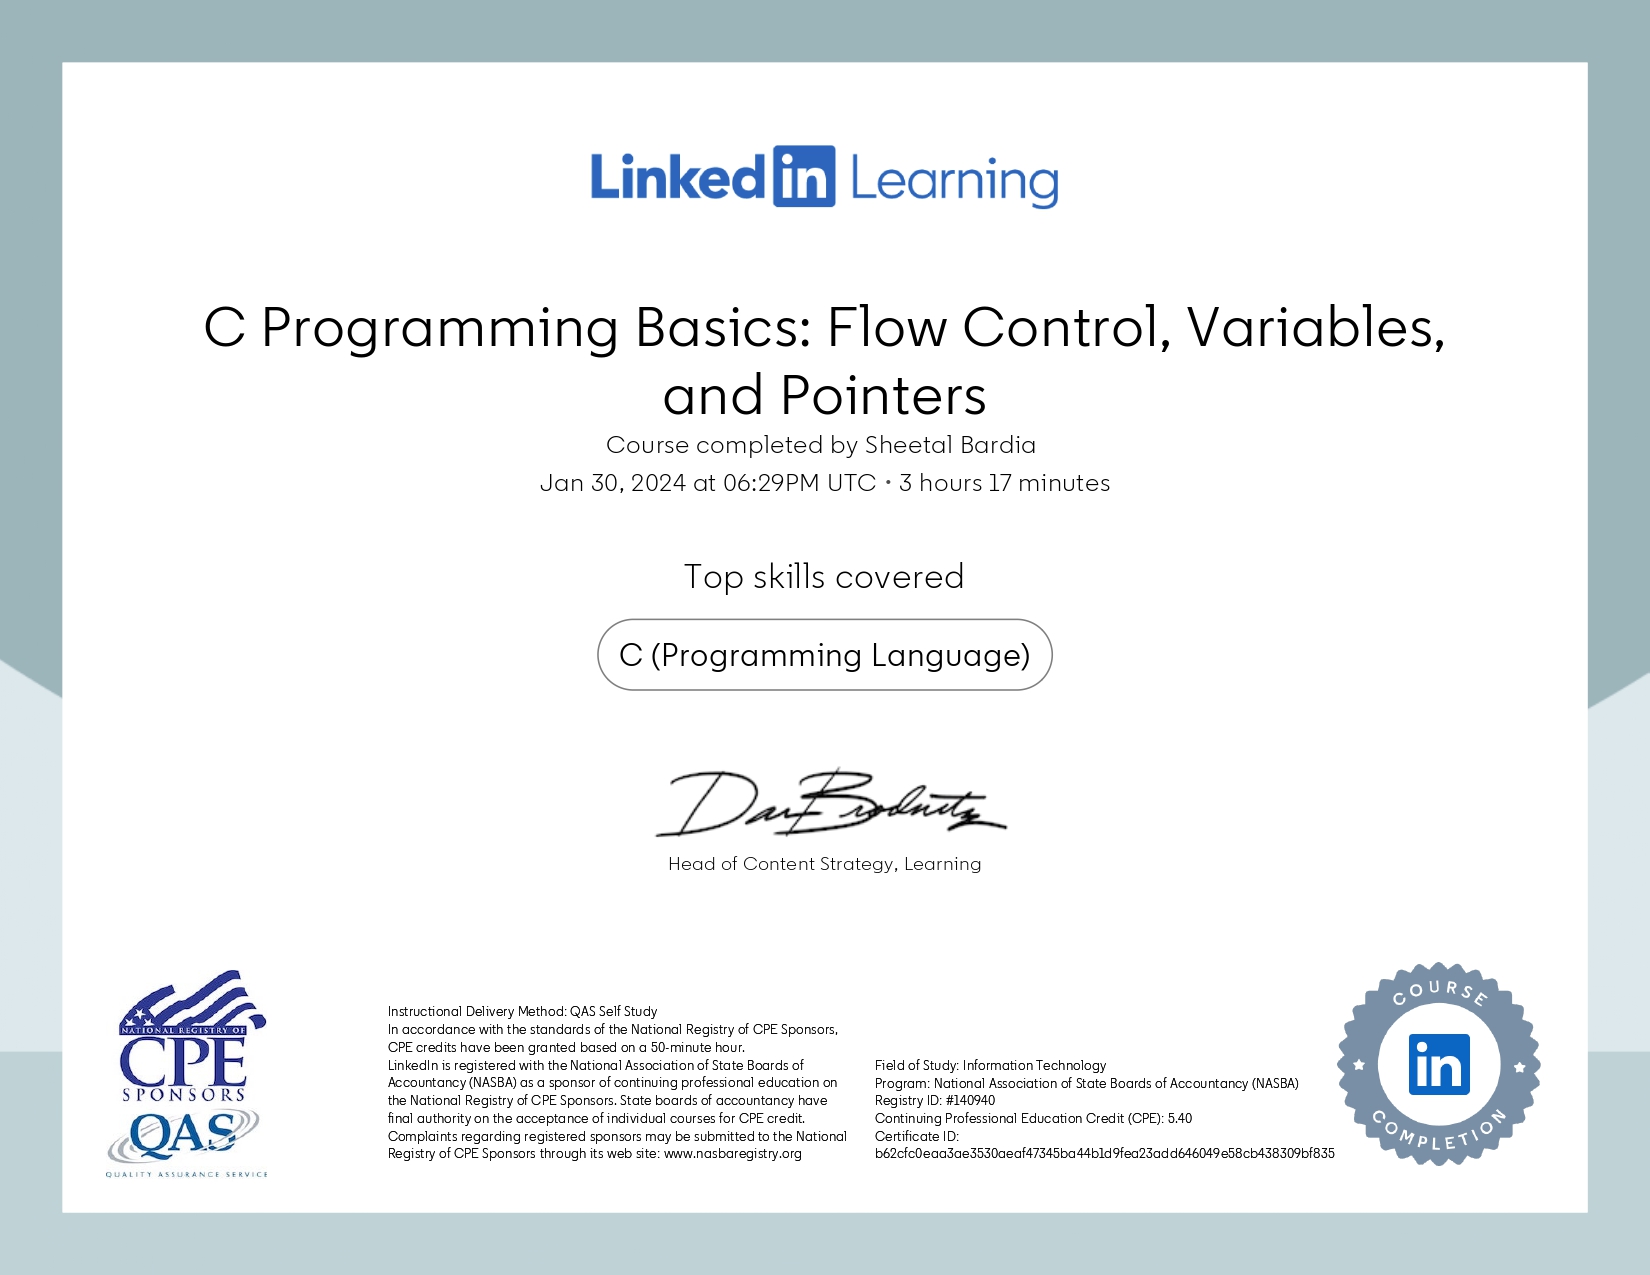 LinkedIn Learning
C Programming Basics: Flow Control, Variables,
and Pointers
Course completed by Sheetal Bardia
Jan 30, 2024 at 06:29PM UTC • 3 hours 17 minutes
Top skills covered
C (Programming Language)
Dan Brodnitz
Head of Content Strategy, Learning
NATIONAL REGISTRY OF
CPE
SPONSORS
QAS
QUALITY ASSURANCE SERVICE
Instructional Delivery Method: QAS Self Study
In accordance with the standards of the National Registry of CPE Sponsors,
CPE credits have been granted based on a 50-minute hour.
LinkedIn is registered with the National Association of State Boards of
Accountancy (NASBA) as a sponsor of continuing professional education on
the National Registry of CPE Sponsors. State boards of accountancy have
final authority on the acceptance of individual courses for CPE credit.
Complaints regarding registered sponsors may be submitted to the National
Registry of CPE Sponsors through its web site: www.nasbaregistry.org
Field of Study: Information Technology
Program: National Association of State Boards of Accountancy (NASBA)
Registry ID: #140940
Continuing Professional Education Credit (CPE): 5.40
Certificate ID:
b62cfc0eaa3ae3530aeaf47345ba44b1d9fea23add646049e58cb438309bf835
COURSE
in
COMPLETION